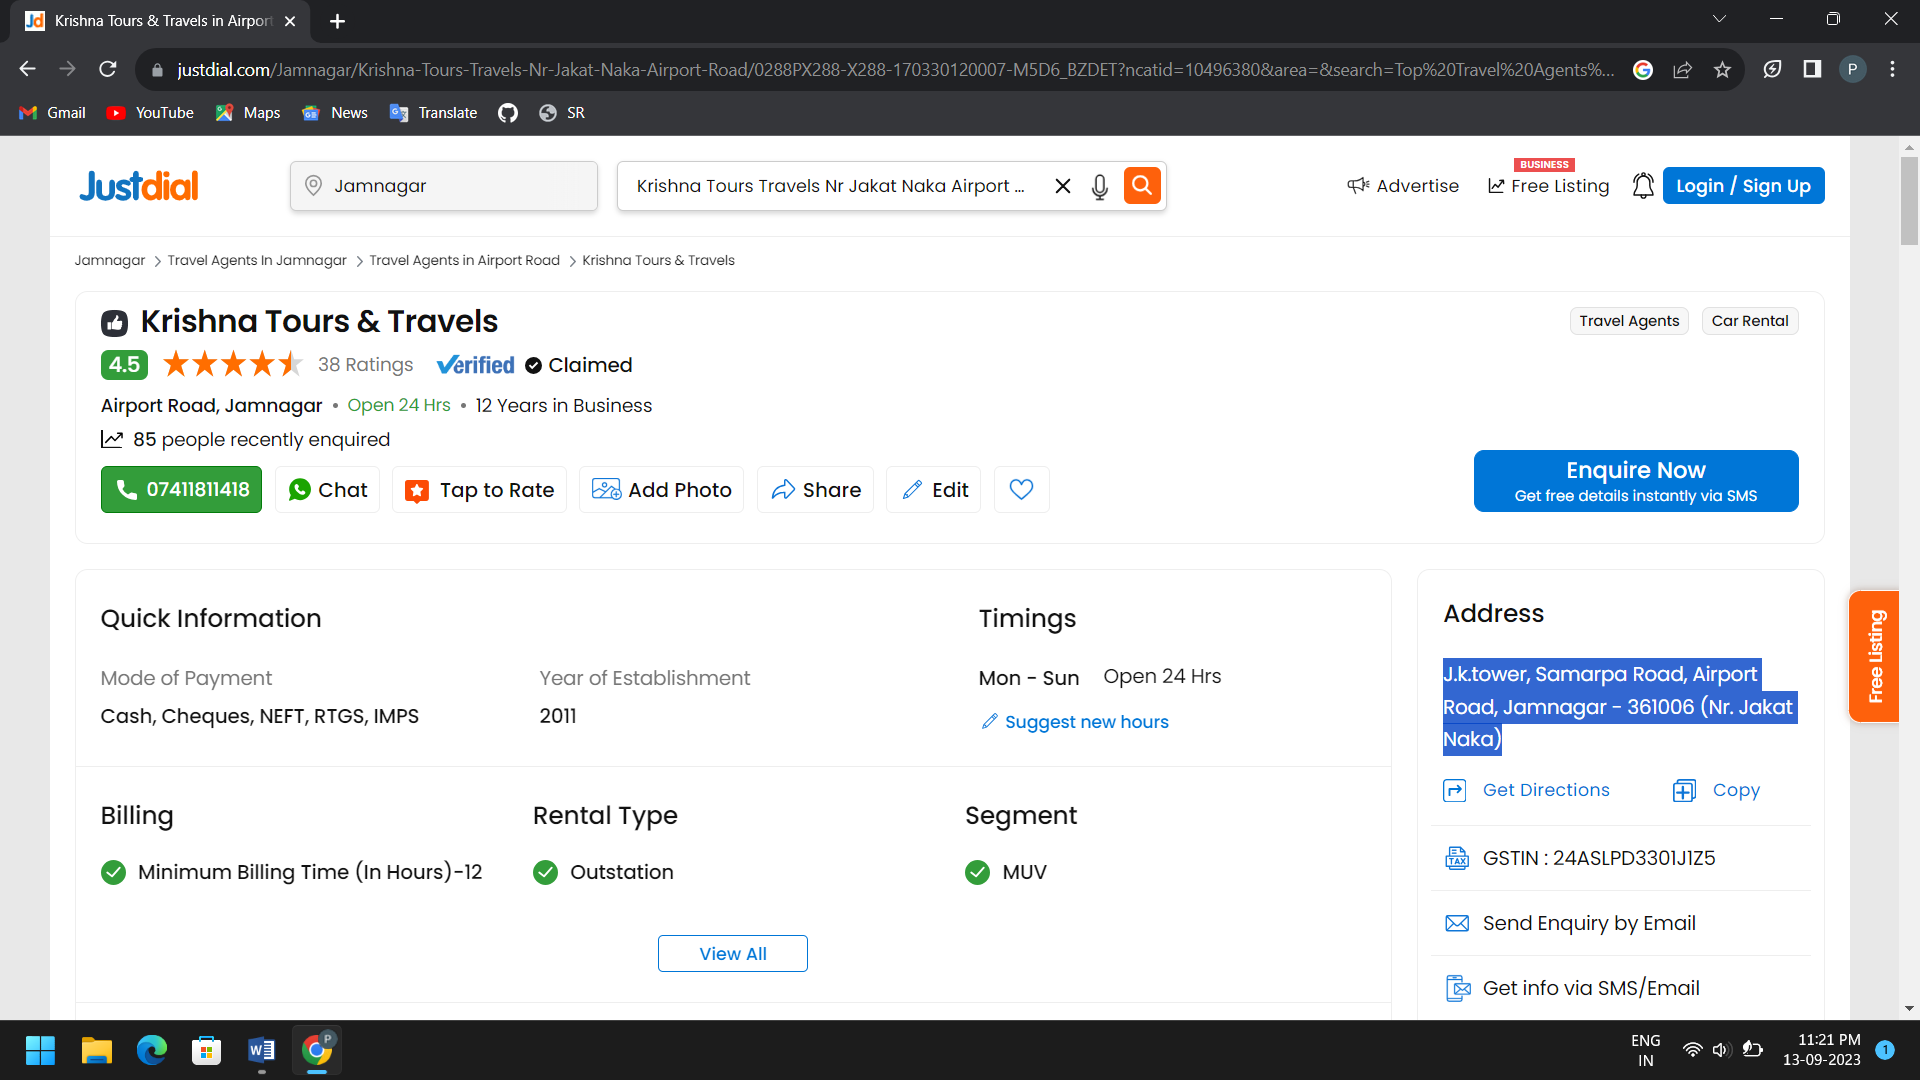 Krishna Tours & Travels in Airport
justdial.com/Jamnagar/Krishna-Tours-Travels-Nr-Jakat-Naka-Airport-Road/0288PX288-X288-170330120007-M5D6_BZDET?ncatid=10496380&area=&search=Top%20Travel%20Agents%...
P
Gmail YouTube Maps News Translate SR
BUSINESS
Justdial Jamnagar Krishna Tours Travels Nr Jakat Naka Airport ... Advertise Free Listing Login / Sign Up
Jamnagar > Travel Agents In Jamnagar > Travel Agents in Airport Road > Krishna Tours & Travels
Krishna Tours & Travels Travel Agents Car Rental
4.5 38 Ratings Verified Claimed
Airport Road, Jamnagar • Open 24 Hrs • 12 Years in Business
85 people recently enquired
07411811418 Chat Tap to Rate Add Photo Share Edit
Enquire Now
Get free details instantly via SMS
Quick Information
Mode of Payment Year of Establishment
Cash, Cheques, NEFT, RTGS, IMPS 2011
Timings
Mon - Sun Open 24 Hrs
Suggest new hours
Billing Rental Type Segment
Minimum Billing Time (In Hours)-12 Outstation MUV
View All
Address
J.k.tower, Samarpa Road, Airport
Road, Jamnagar - 361006 (Nr. Jakat
Naka)
Get Directions Copy
TAX GSTIN : 24ASLPD3301J1Z5
Send Enquiry by Email
Get info via SMS/Email
Free Listing
W P
ENG
IN
11:21 PM
13-09-2023
1